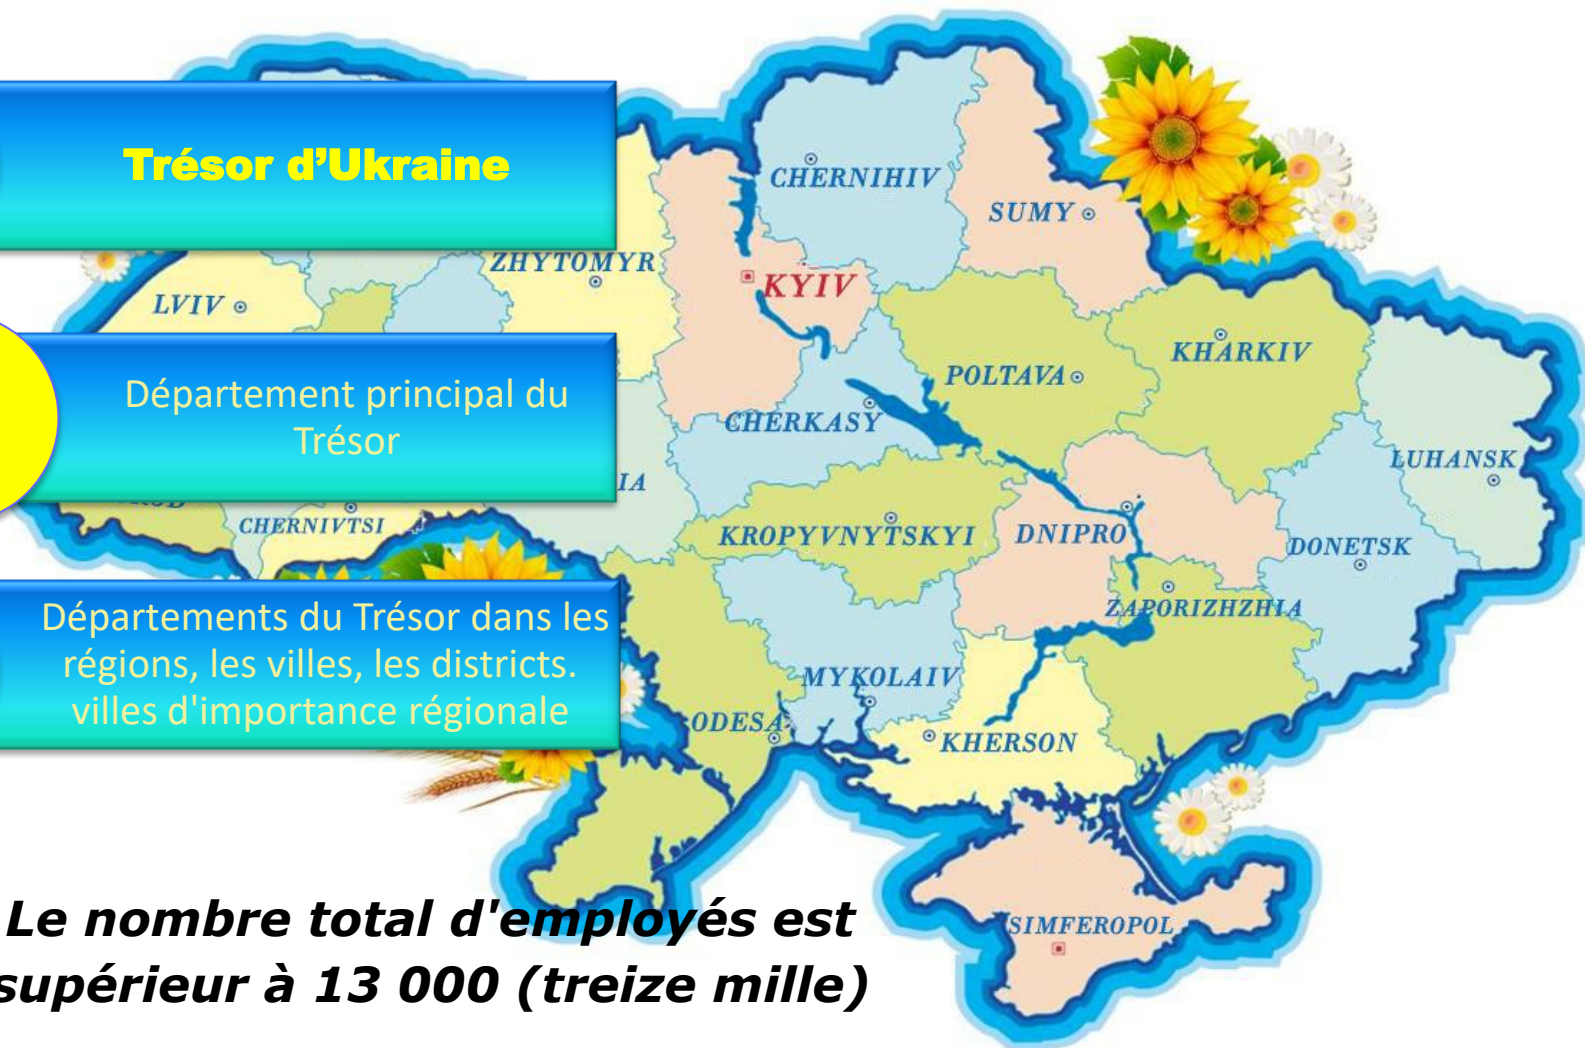 Trésor d’Ukraine
Département principal du
Trésor
Départements du Trésor dans les
régions, les villes, les districts.
villes d'importance régionale
CHERNIHIV
SUMY
ZHYTOMYR
KYIV
LVIV
KHARKIV
POLTAVA
CHERKASY
LUHANSK
IA
CHERNIVTSI
KROPYVNYTSKYI
DNIPRO
DONETSK
ZAPORIZHZHIA
MYKOLAIV
ODESA
KHERSON
SIMFEROPOL
Le nombre total d'employés est
supérieur à 13 000 (treize mille)